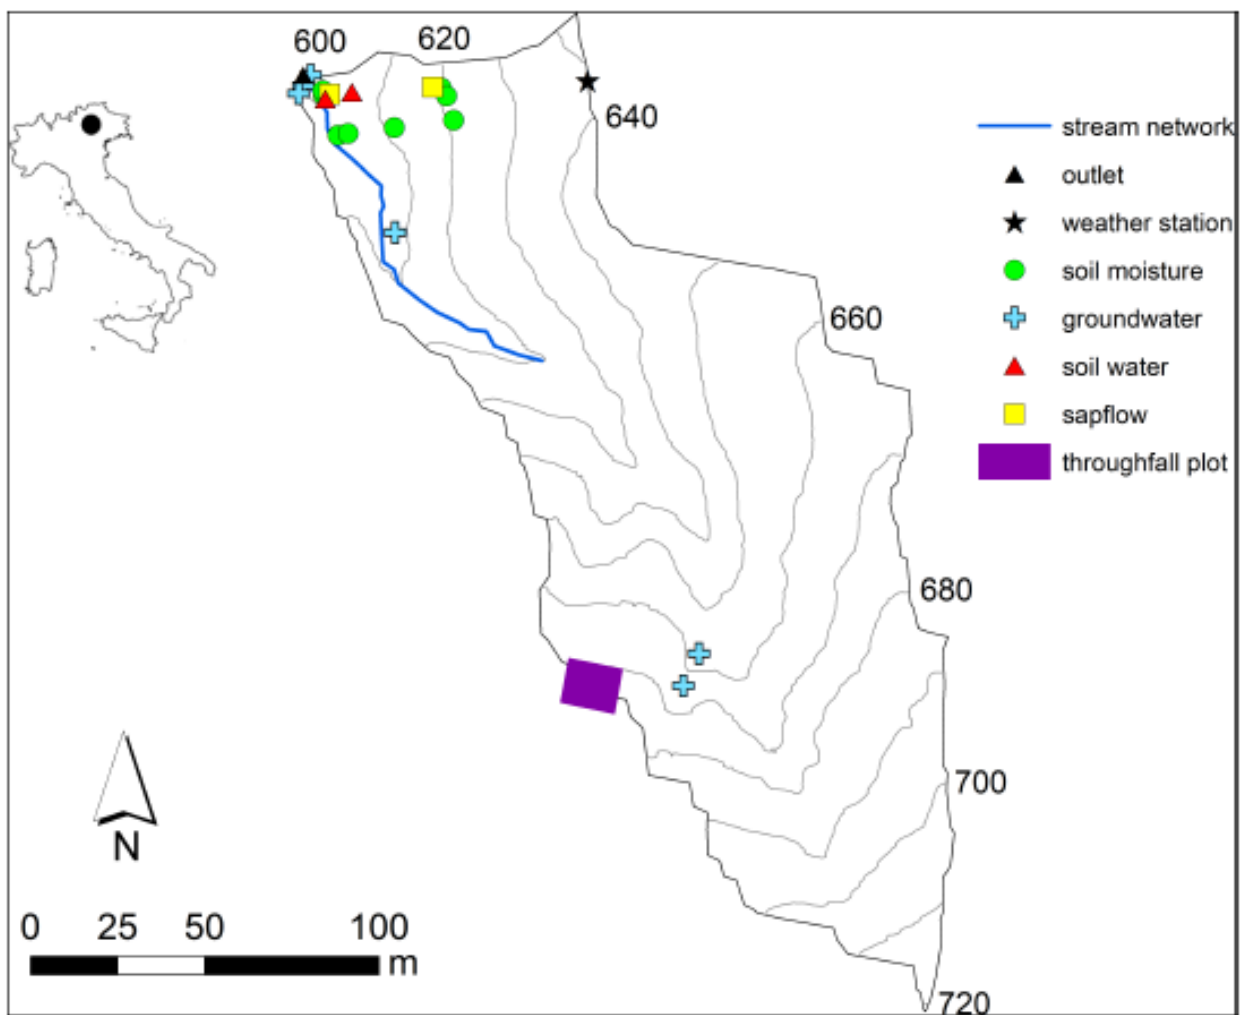 600 620
640
stream network
outlet
weather station
soil moisture
groundwater
soil water
sapflow
throughfall plot
660
680
700
720
N
0 25 50 100
m